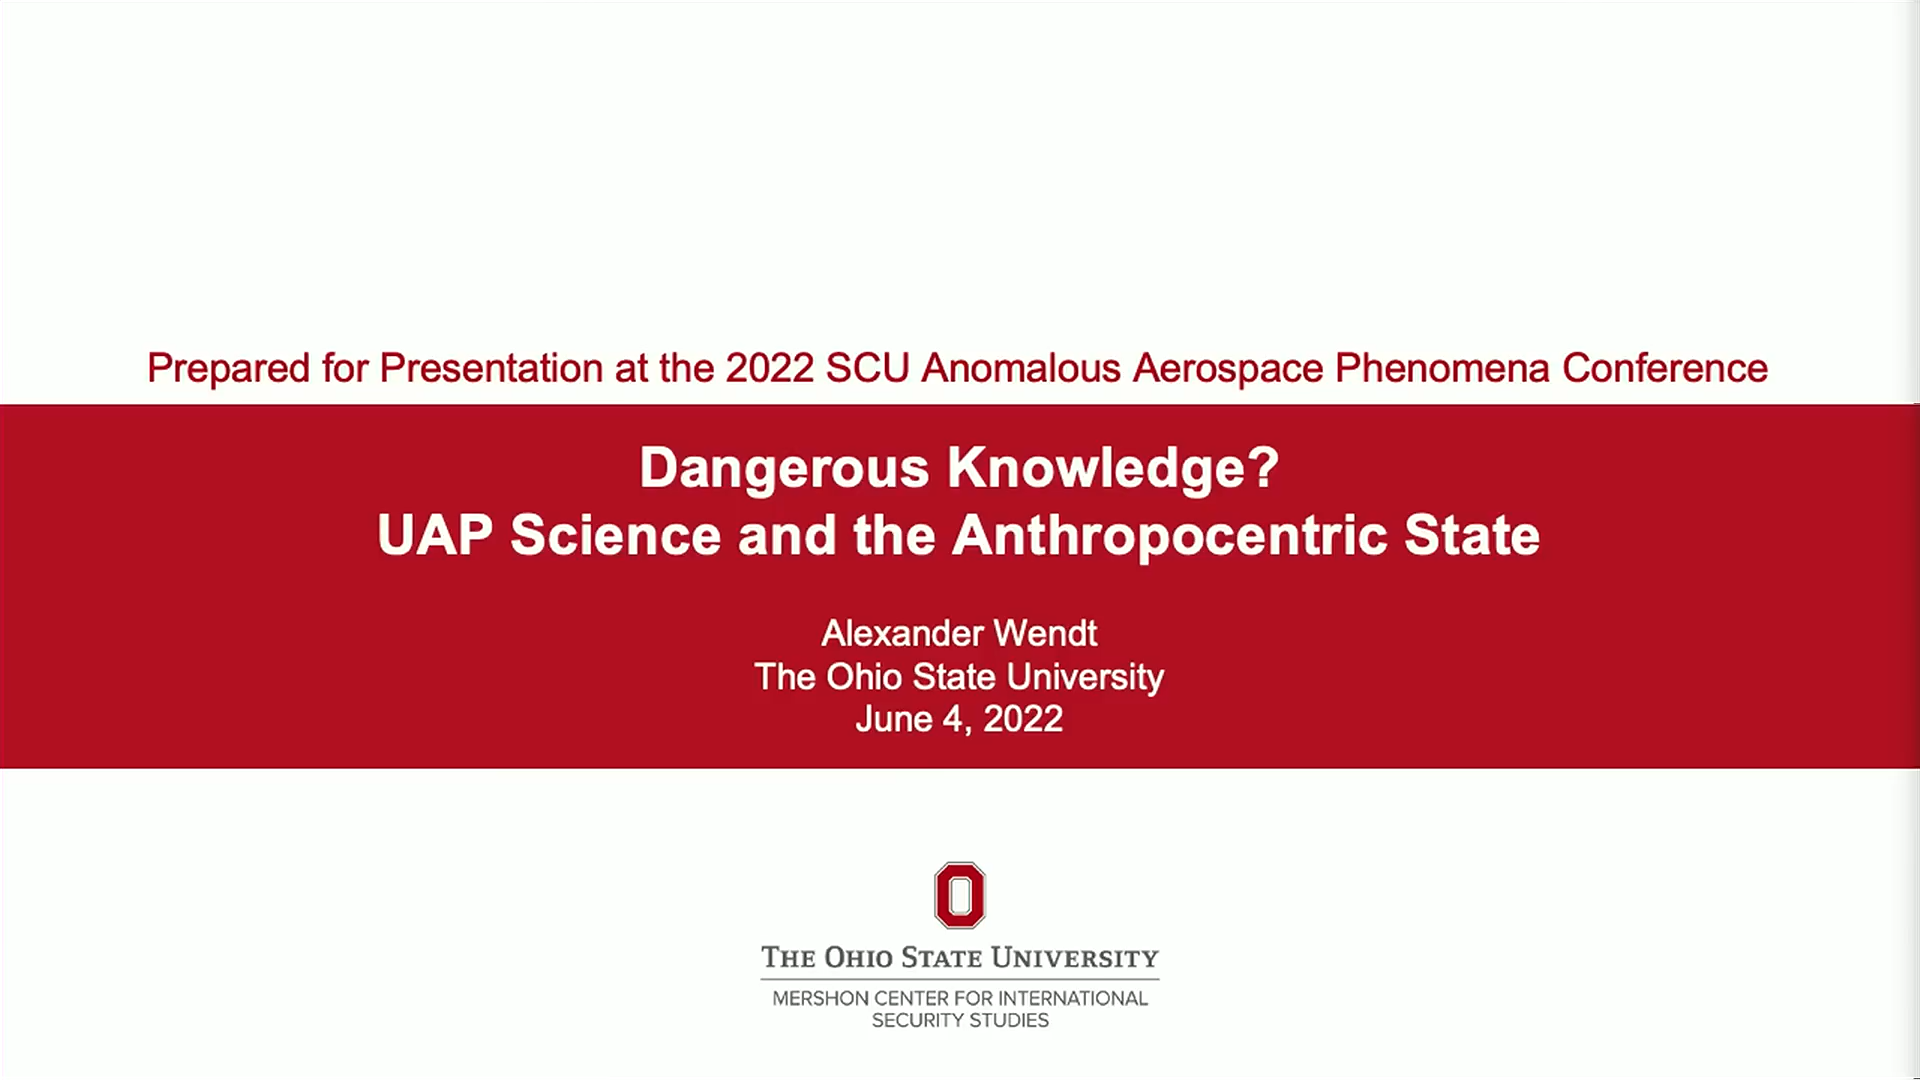 Prepared for Presentation at the 2022 SCU Anomalous Aerospace Phenomena Conference
Dangerous Knowledge?
UAP Science and the Anthropocentric State
Alexander Wendt
The Ohio State University
June 4, 2022
O
THE OHIO STATE UNIVERSITY
MERSHON CENTER FOR INTERNATIONAL
SECURITY STUDIES